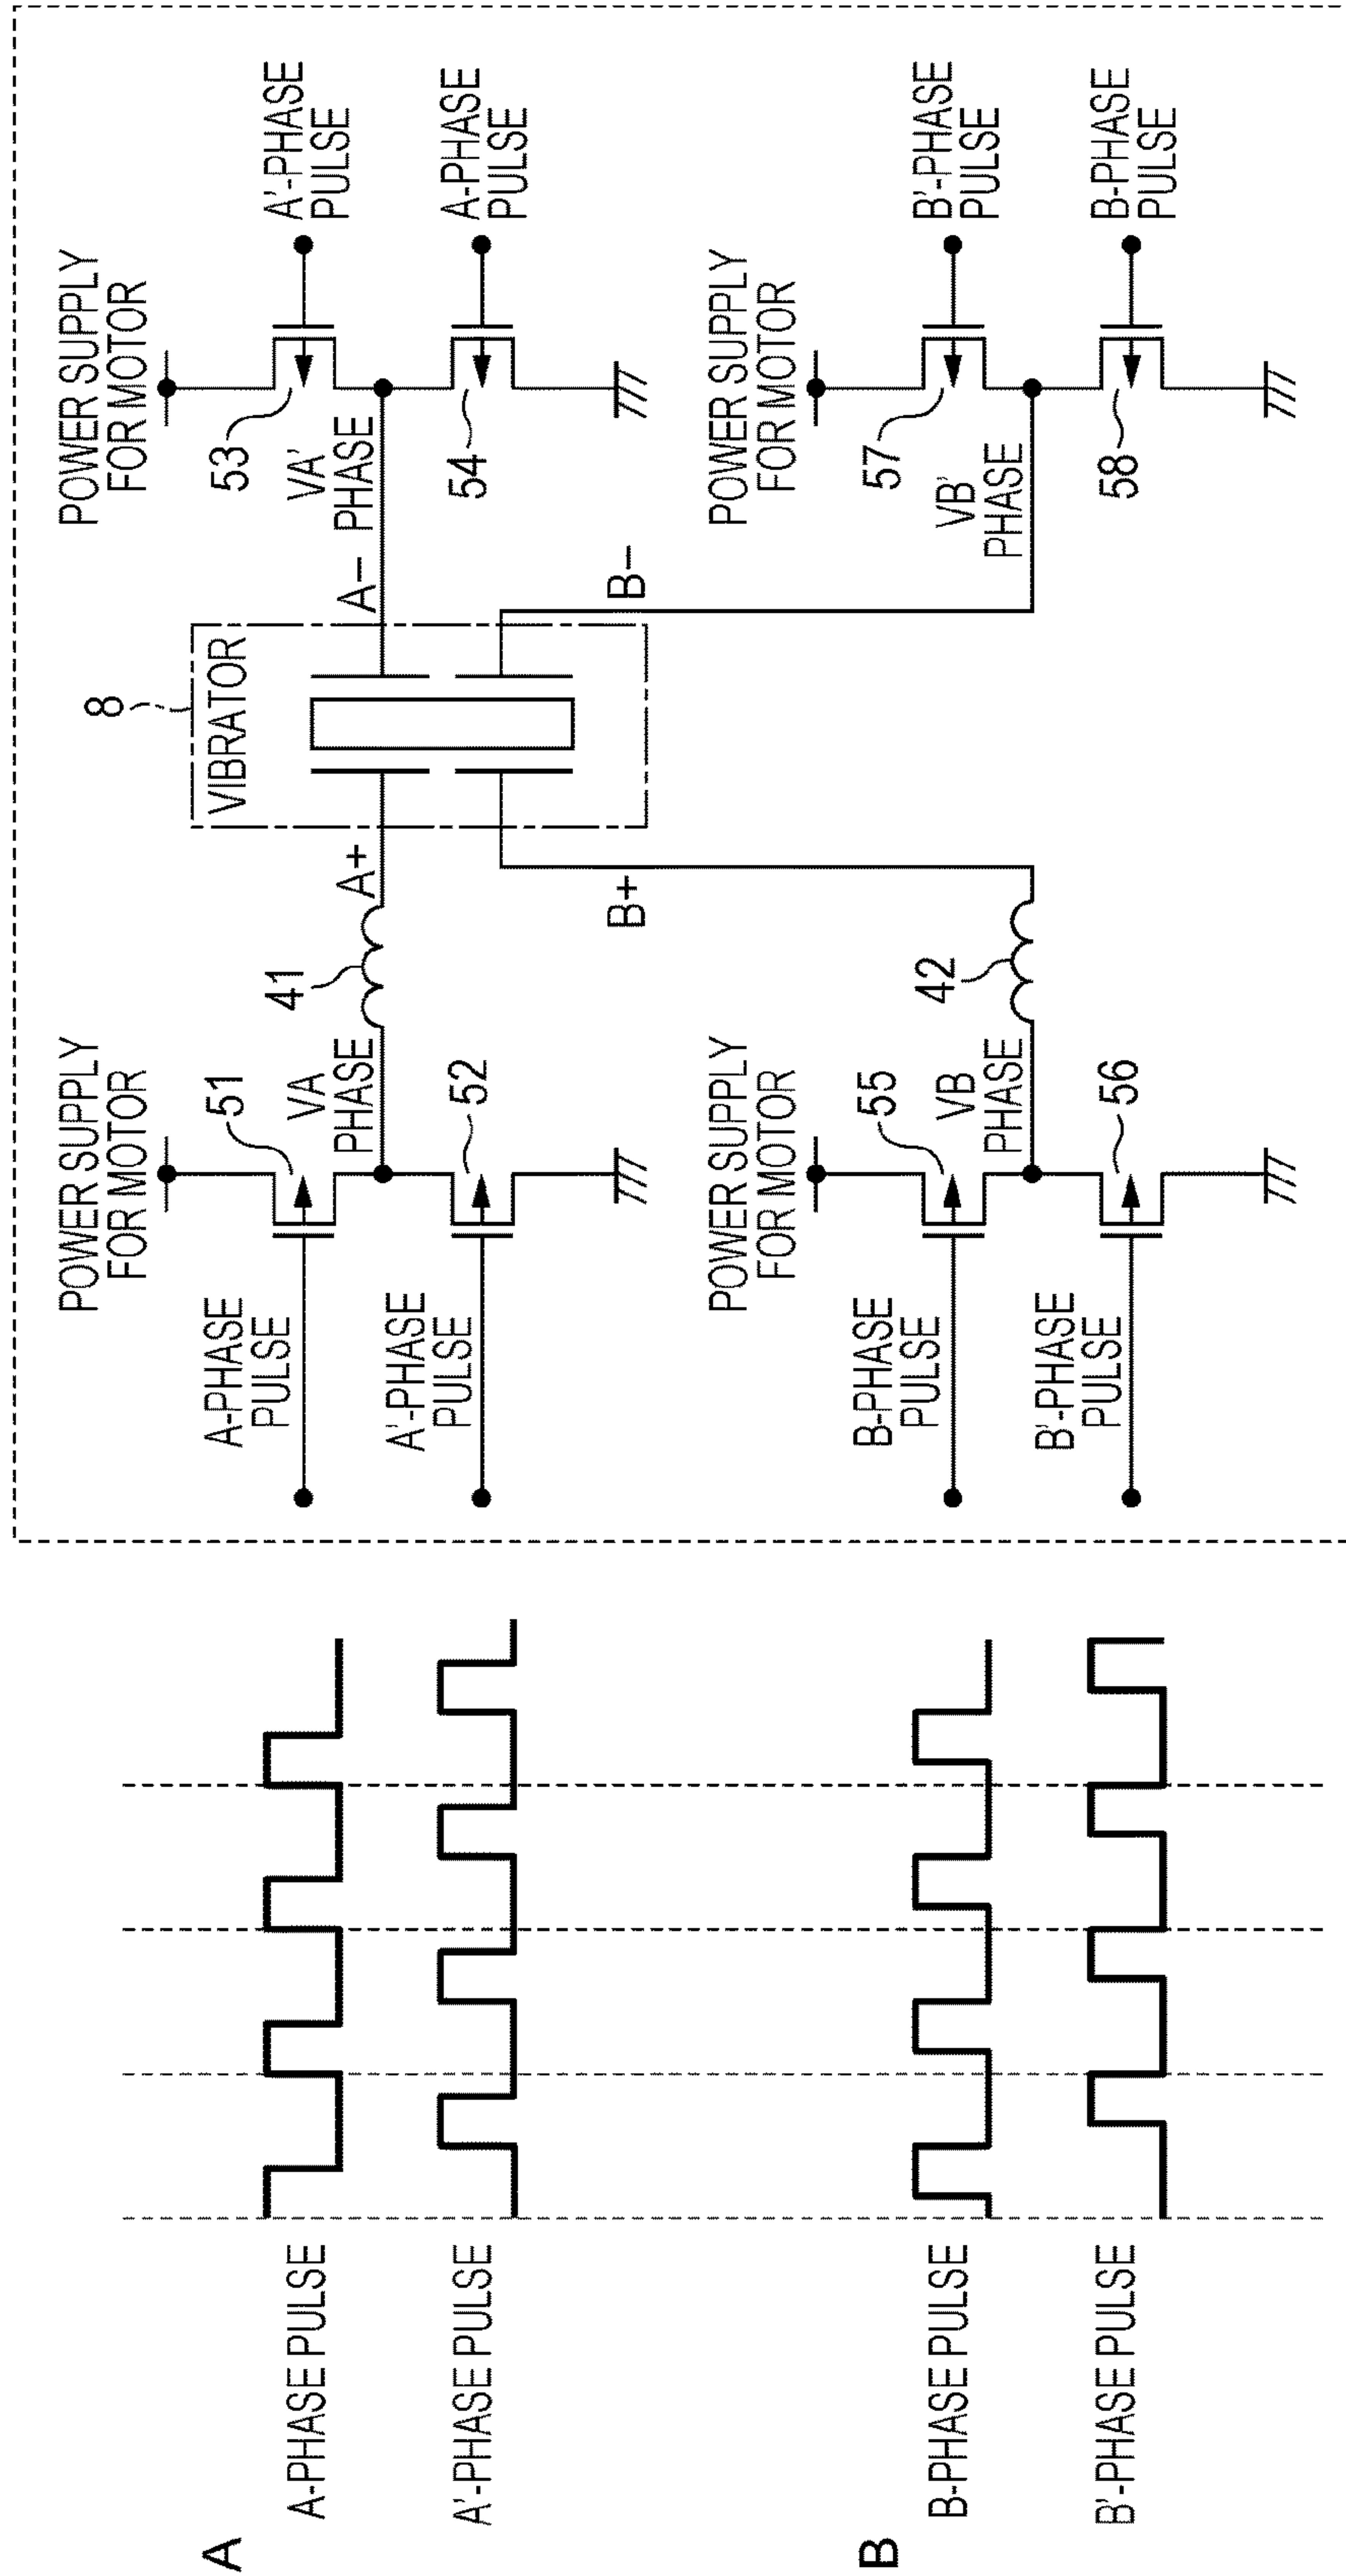 A
A-PHASE PULSE
A'-PHASE PULSE
B
B-PHASE PULSE
B'-PHASE PULSE
POWER SUPPLY
FOR MOTOR
A-PHASE
PULSE
51
VA
PHASE
A'-PHASE
PULSE
52
41
A+
8
VIBRATOR
A−
POWER SUPPLY
FOR MOTOR
53
VA'
PHASE
54
A'-PHASE
PULSE
A-PHASE
PULSE
B+
B−
POWER SUPPLY
FOR MOTOR
B-PHASE
PULSE
55
VB
PHASE
B'-PHASE
PULSE
56
42
POWER SUPPLY
FOR MOTOR
57
VB'
PHASE
58
B'-PHASE
PULSE
B-PHASE
PULSE